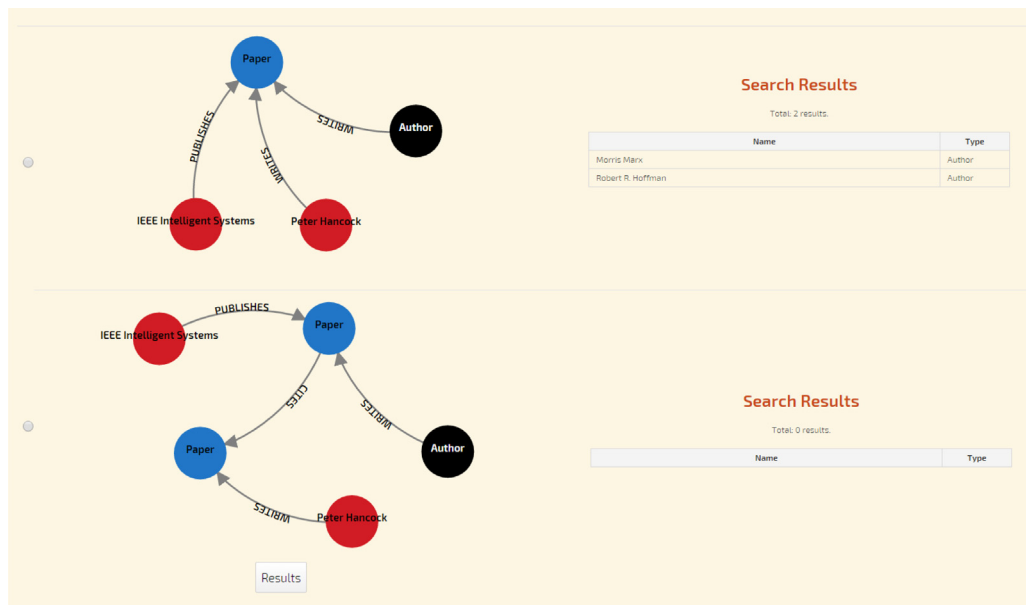 Paper
PUBLISHES
WRITES
WRITES
Author
IEEE Intelligent Systems
Peter Hancock
Search Results
Total: 2 results.
Name Type
Morris Marx Author
Robert R. Hoffman Author
PUBLISHES
IEEE Intelligent Systems
Paper
CITES
WRITES
Paper
Author
WRITES
Peter Hancock
Results
Search Results
Total: 0 results.
Name Type